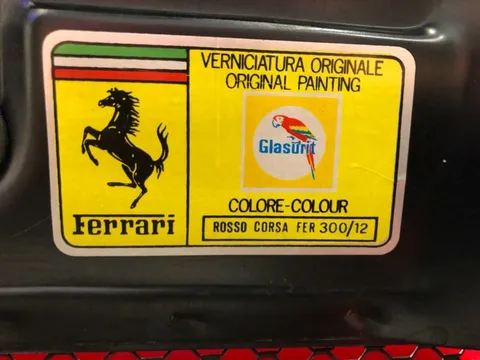 VERNICIATURA ORIGINALE
ORIGINAL PAINTING
Glasurit
COLORE-COLOUR
ROSSO CORSA FER 300/12
Ferrari